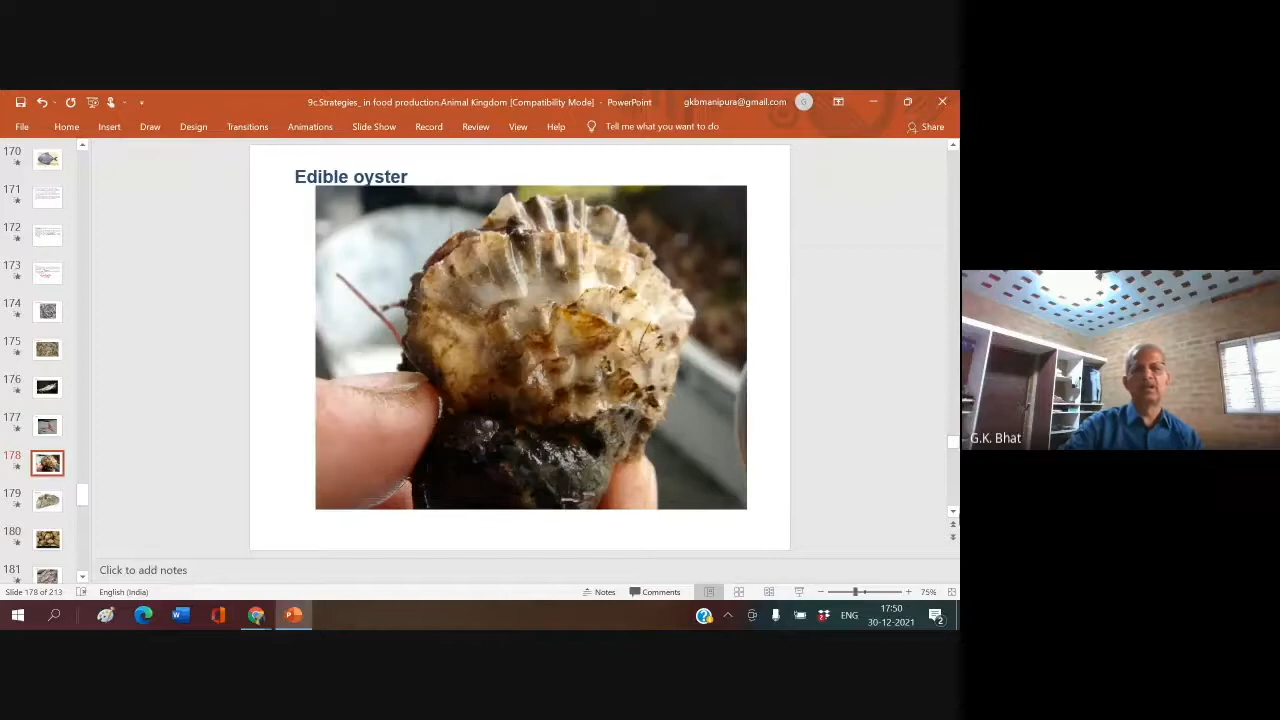 9c.Strategies_ in food production.Animal Kingdom [Compatibility Mode] - PowerPoint
gkbmanipura@gmail.com
G
File Home Insert Draw Design Transitions Animations Slide Show Record Review View Help Tell me what you want to do
Share
170
171
172
173
174
175
176
177
178
179
180
181
Edible oyster
G.K. Bhat
Click to add notes
Slide 178 of 213 English (India) Notes Comments 75%
ENG
17:50
30-12-2021
2